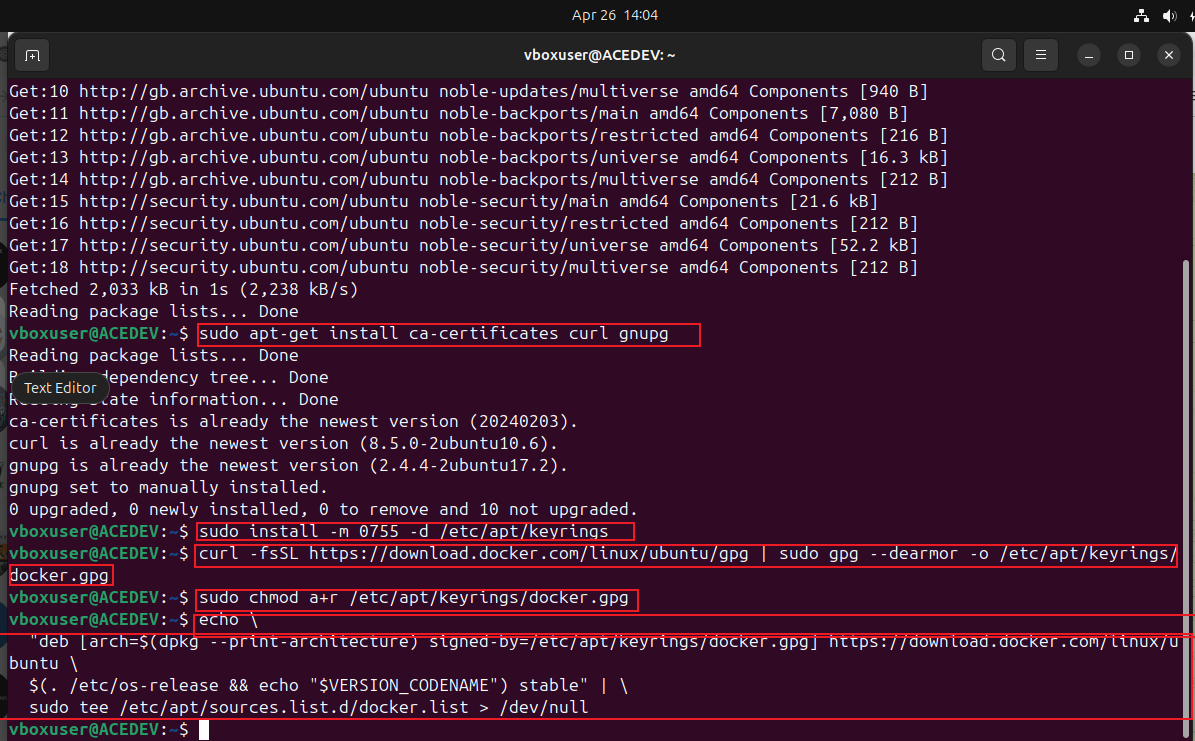 Apr 26 14:04
vboxuser@ACEDEV: ~
Get:10 http://gb.archive.ubuntu.com/ubuntu noble-updates/multiverse amd64 Components [940 B]
Get:11 http://gb.archive.ubuntu.com/ubuntu noble-backports/main amd64 Components [7,080 B]
Get:12 http://gb.archive.ubuntu.com/ubuntu noble-backports/restricted amd64 Components [216 B]
Get:13 http://gb.archive.ubuntu.com/ubuntu noble-backports/universe amd64 Components [16.3 kB]
Get:14 http://gb.archive.ubuntu.com/ubuntu noble-backports/multiverse amd64 Components [212 B]
Get:15 http://security.ubuntu.com/ubuntu noble-security/main amd64 Components [21.6 kB]
Get:16 http://security.ubuntu.com/ubuntu noble-security/restricted amd64 Components [212 B]
Get:17 http://security.ubuntu.com/ubuntu noble-security/universe amd64 Components [52.2 kB]
Get:18 http://security.ubuntu.com/ubuntu noble-security/multiverse amd64 Components [212 B]
Fetched 2,033 kB in 1s (2,238 kB/s)
Reading package lists... Done
vboxuser@ACEDEV:~$ sudo apt-get install ca-certificates curl gnupg
Reading package lists... Done
dependency tree... Done
Text Editor
state information... Done
ca-certificates is already the newest version (20240203).
curl is already the newest version (8.5.0-2ubuntu10.6).
gnupg is already the newest version (2.4.4-2ubuntu17.2).
gnupg set to manually installed.
0 upgraded, 0 newly installed, 0 to remove and 10 not upgraded.
vboxuser@ACEDEV:~$ sudo install -m 0755 -d /etc/apt/keyrings
vboxuser@ACEDEV:~$ curl -fsSL https://download.docker.com/linux/ubuntu/gpg | sudo gpg --dearmor -o /etc/apt/keyrings/
docker.gpg
vboxuser@ACEDEV:~$ sudo chmod a+r /etc/apt/keyrings/docker.gpg
vboxuser@ACEDEV:~$ echo \
"deb [arch=$(dpkg --print-architecture) signed-by=/etc/apt/keyrings/docker.gpg] https://download.docker.com/linux/u
buntu \
$(. /etc/os-release && echo "$VERSION_CODENAME") stable" | \
sudo tee /etc/apt/sources.list.d/docker.list > /dev/null
vboxuser@ACEDEV:~$